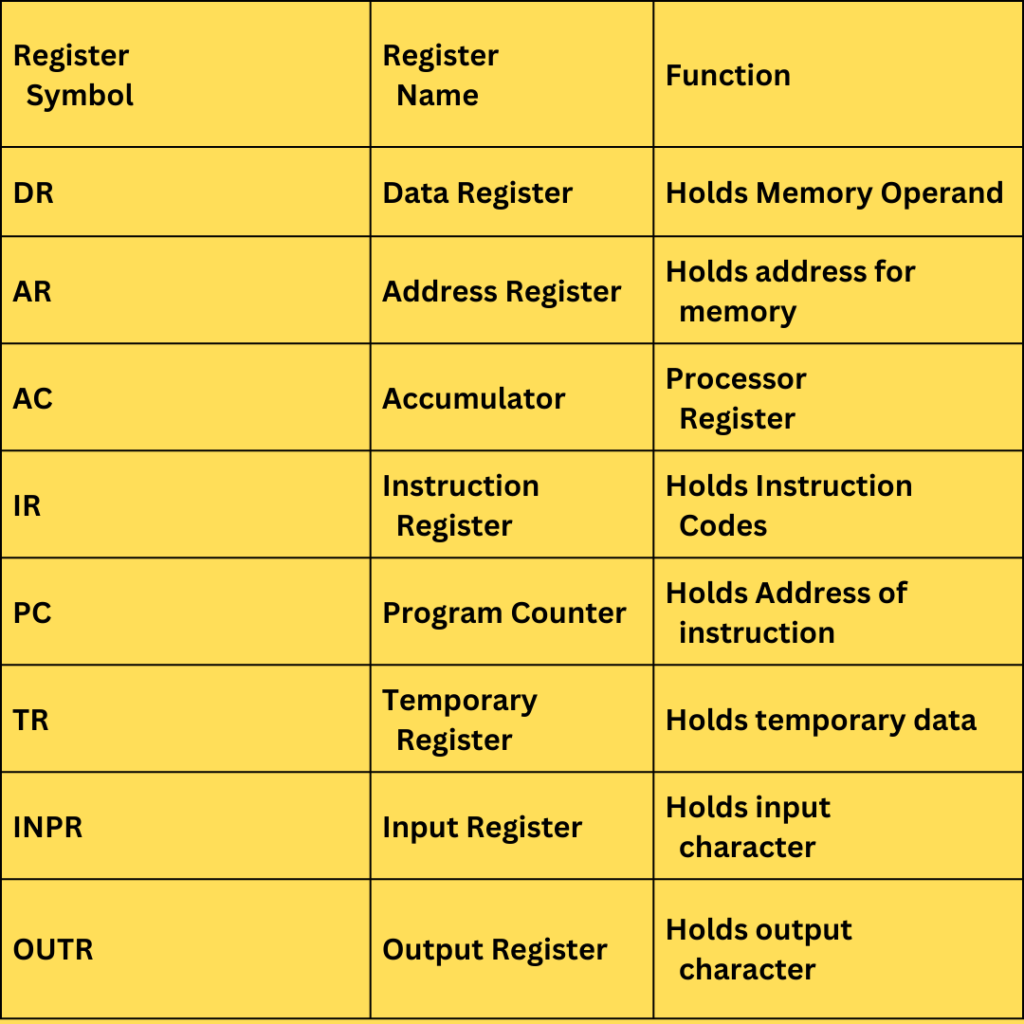 Register
Symbol
Register
Name
Function
DR
Data Register
Holds Memory Operand
AR
Address Register
Holds address for
memory
AC
Accumulator
Processor
Register
IR
Instruction
Register
Holds Instruction
Codes
PC
Program Counter
Holds Address of
instruction
TR
Temporary
Register
Holds temporary data
INPR
Input Register
Holds input
character
OUTR
Output Register
Holds output
character